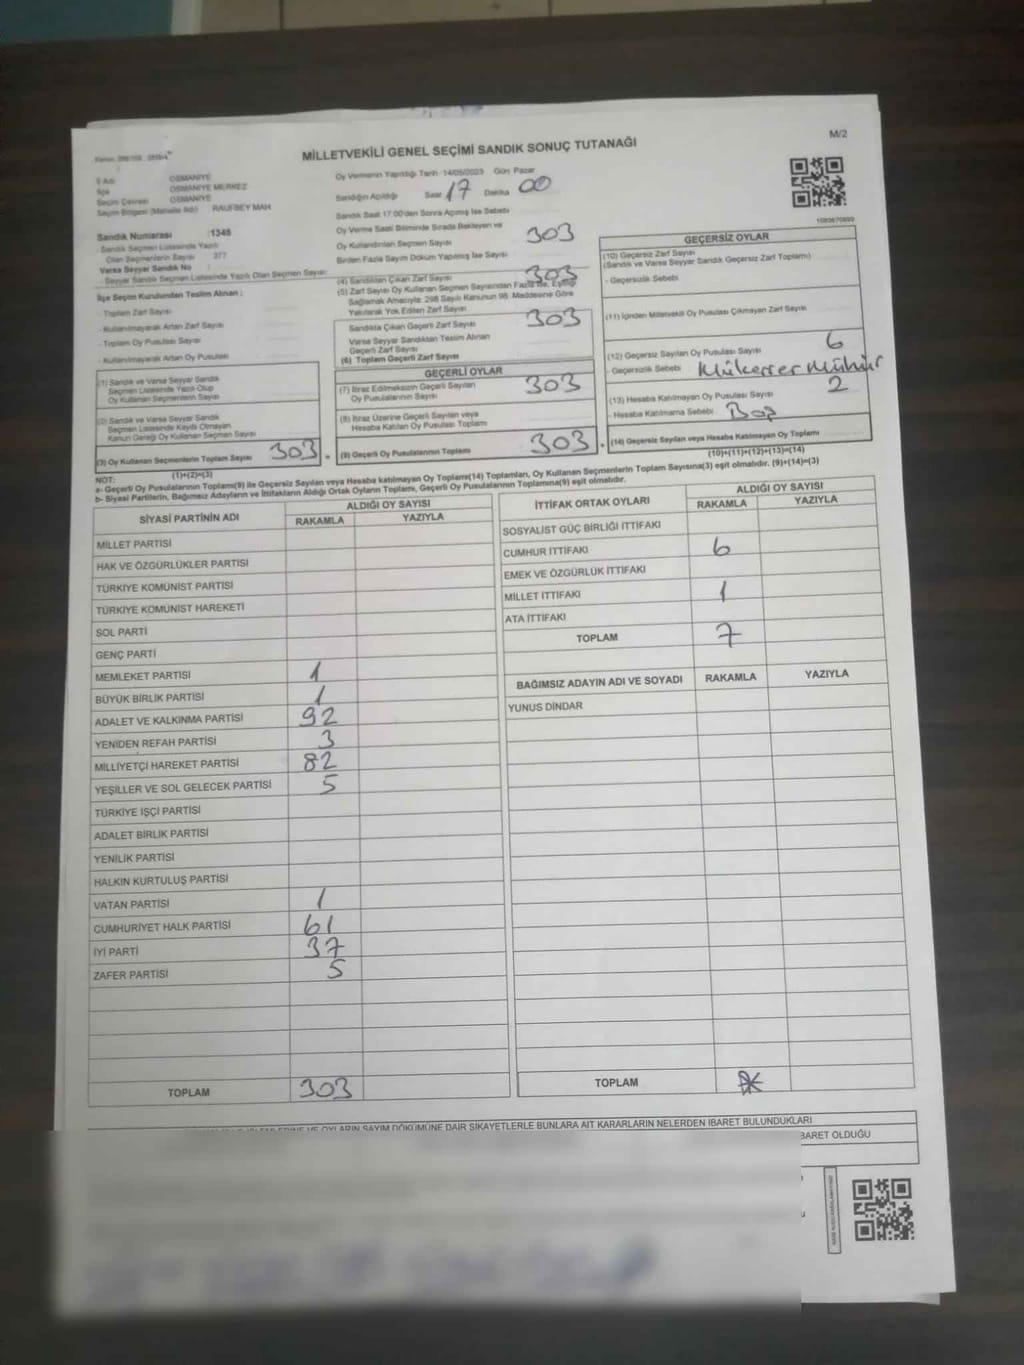 M/2
MİLLETVEKİLİ GENEL SEÇİMİ SANDIK SONUÇ TUTANAĞI
İl Adı OSMANİYE
İlçe OSMANİYE MERKEZ
Seçim Çevresi OSMANİYE
Seçim Bölgesi (Mahalle Adı) RAUFBEY MAH
Sandık Numarası : 1345
- Sandık Seçmen Listesinde Yazılı
Olan Seçmenlerin Sayısı 377
Varsa Seyyar Sandık No :
- Seyyar Sandık Seçmen Listesinde Yazılı Olan Seçmen Sayısı:
İlçe Seçim Kurulundan Teslim Alınan ;
- Toplam Zarf Sayısı
- Kullanılmayarak Artan Zarf Sayısı
- Toplam Oy Pusulası Sayısı
- Kullanılmayarak Artan Oy Pusulası
(1) Sandık ve Varsa Seyyar Sandık
Seçmen Listesinde Yazılı Olup
Oy Kullanan Seçmenlerin Sayısı
(2) Sandık ve Varsa Seyyar Sandık
Seçmen Listesinde Kaydı Olmayan
Kanun Gereği Oy Kullanan Seçmen Sayısı
(3) Oy Kullanan Seçmenlerin Toplam Sayısı 303
(1)+(2)=(3)
Oy Vermenin Yapıldığı Tarih :14/05/2023 Gün Pazar
Sandığın Açıldığı Saat 17 Dakika 00
Sandık Saat 17:00'den Sonra Açılmış İse Sebebi
Oy Verme Saati Bitiminde Sırada Bekleyen ve
Oy Kullandırılan Seçmen Sayısı 303
Birden Fazla Sayım Döküm Yapılmış İse Sayısı
(4) Sandıktan Çıkan Zarf Sayısı 303
(5) Zarf Sayısı Oy Kullanan Seçmen Sayısından Fazla ise, Eşitliği
Sağlamak Amacıyla; 298 Sayılı Kanunun 98. Maddesine Göre
Yakılarak Yok Edilen Zarf Sayısı
Sandıkta Çıkan Geçerli Zarf Sayısı 303
Varsa Seyyar Sandıktan Teslim Alınan
Geçerli Zarf Sayısı
(6) Toplam Geçerli Zarf Sayısı
GEÇERLİ OYLAR
(7) İtiraz Edilmeksizin Geçerli Sayılan
Oy Pusulalarının Sayısı 303
(8) İtiraz Üzerine Geçerli Sayılan veya
Hesaba Katılan Oy Pusulası Toplamı
(9) Geçerli Oy Pusulalarının Toplamı 303
1083670899
GEÇERSİZ OYLAR
(10) Geçersiz Zarf Sayısı
(Sandık ve Varsa Seyyar Sandık Geçersiz Zarf Toplamı)
- Geçersizlik Sebebi
(11) İçinden Milletvekili Oy Pusulası Çıkmayan Zarf Sayısı
(12) Geçersiz Sayılan Oy Pusulası Sayısı 6
- Geçersizlik Sebebi Mükerrer Mühür
(13) Hesaba Katılmayan Oy Pusulası Sayısı 2
- Hesaba Katılmama Sebebi Boş
(14) Geçersiz Sayılan veya Hesaba Katılmayan Oy Toplamı
(10)+(11)+(12)+(13)=(14)
NOT:
a- Geçerli Oy Pusulalarının Toplamı(9) ile Geçersiz Sayılan veya Hesaba katılmayan Oy Toplamı(14) Toplamları, Oy Kullanan Seçmenlerin Toplam Sayısına(3) eşit olmalıdır. (9)+(14)=(3)
b- Siyasi Partilerin, Bağımsız Adayların ve İttifakların Aldığı Ortak Oyların Toplamı, Geçerli Oy Pusulalarının Toplamına(9) eşit olmalıdır.
SİYASİ PARTİNİN ADI ALDIĞI OY SAYISI
RAKAMLA YAZIYLA
MİLLET PARTİSİ
HAK VE ÖZGÜRLÜKLER PARTİSİ
TÜRKİYE KOMÜNİST PARTİSİ
TÜRKİYE KOMÜNİST HAREKETİ
SOL PARTİ
GENÇ PARTİ
MEMLEKET PARTİSİ 1
BÜYÜK BİRLİK PARTİSİ 1
ADALET VE KALKINMA PARTİSİ 92
YENİDEN REFAH PARTİSİ 3
MİLLİYETÇİ HAREKET PARTİSİ 82
YEŞİLLER VE SOL GELECEK PARTİSİ 5
TÜRKİYE İŞÇİ PARTİSİ
ADALET BİRLİK PARTİSİ
YENİLİK PARTİSİ
HALKIN KURTULUŞ PARTİSİ
VATAN PARTİSİ 1
CUMHURİYET HALK PARTİSİ 61
İYİ PARTİ 37
ZAFER PARTİSİ 5
TOPLAM 303
İTTİFAK ORTAK OYLARI ALDIĞI OY SAYISI
RAKAMLA YAZIYLA
SOSYALİST GÜÇ BİRLİĞİ İTTİFAKI
CUMHUR İTTİFAKI 6
EMEK VE ÖZGÜRLÜK İTTİFAKI
MİLLET İTTİFAKI 1
ATA İTTİFAKI
TOPLAM 7
BAĞIMSIZ ADAYIN ADI VE SOYADI RAKAMLA YAZIYLA
YUNUS DİNDAR
TOPLAM
OYLARIN SAYIM DÖKÜMÜNE DAİR ŞİKAYETLERLE BUNLARA AİT KARARLARIN NELERDEN İBARET BULUNDUKLARI
BARET OLDUĞU